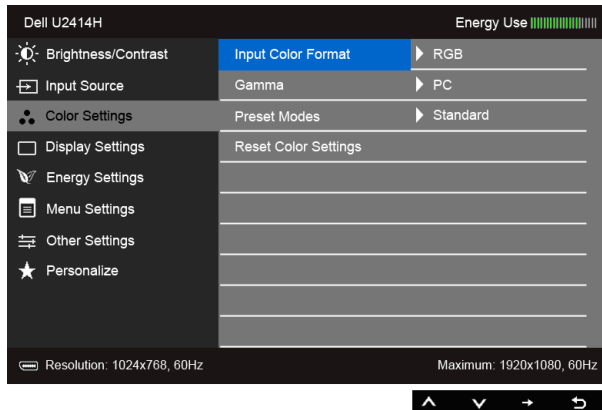 Dell U2414H Energy Use
Brightness/Contrast Input Color Format RGB
Input Source Gamma PC
Color Settings Preset Modes Standard
Display Settings Reset Color Settings
Energy Settings
Menu Settings
Other Settings
Personalize
Resolution: 1024x768, 60Hz Maximum: 1920x1080, 60Hz